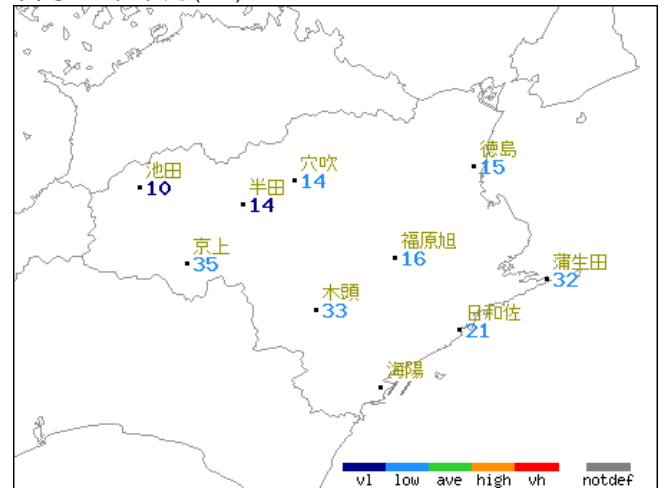 徳島
15
穴吹
14
池田
10
半田
14
京上
35
福原旭
16
蒲生田
32
木頭
33
日和佐
21
海陽
vl low ave high vh notdef